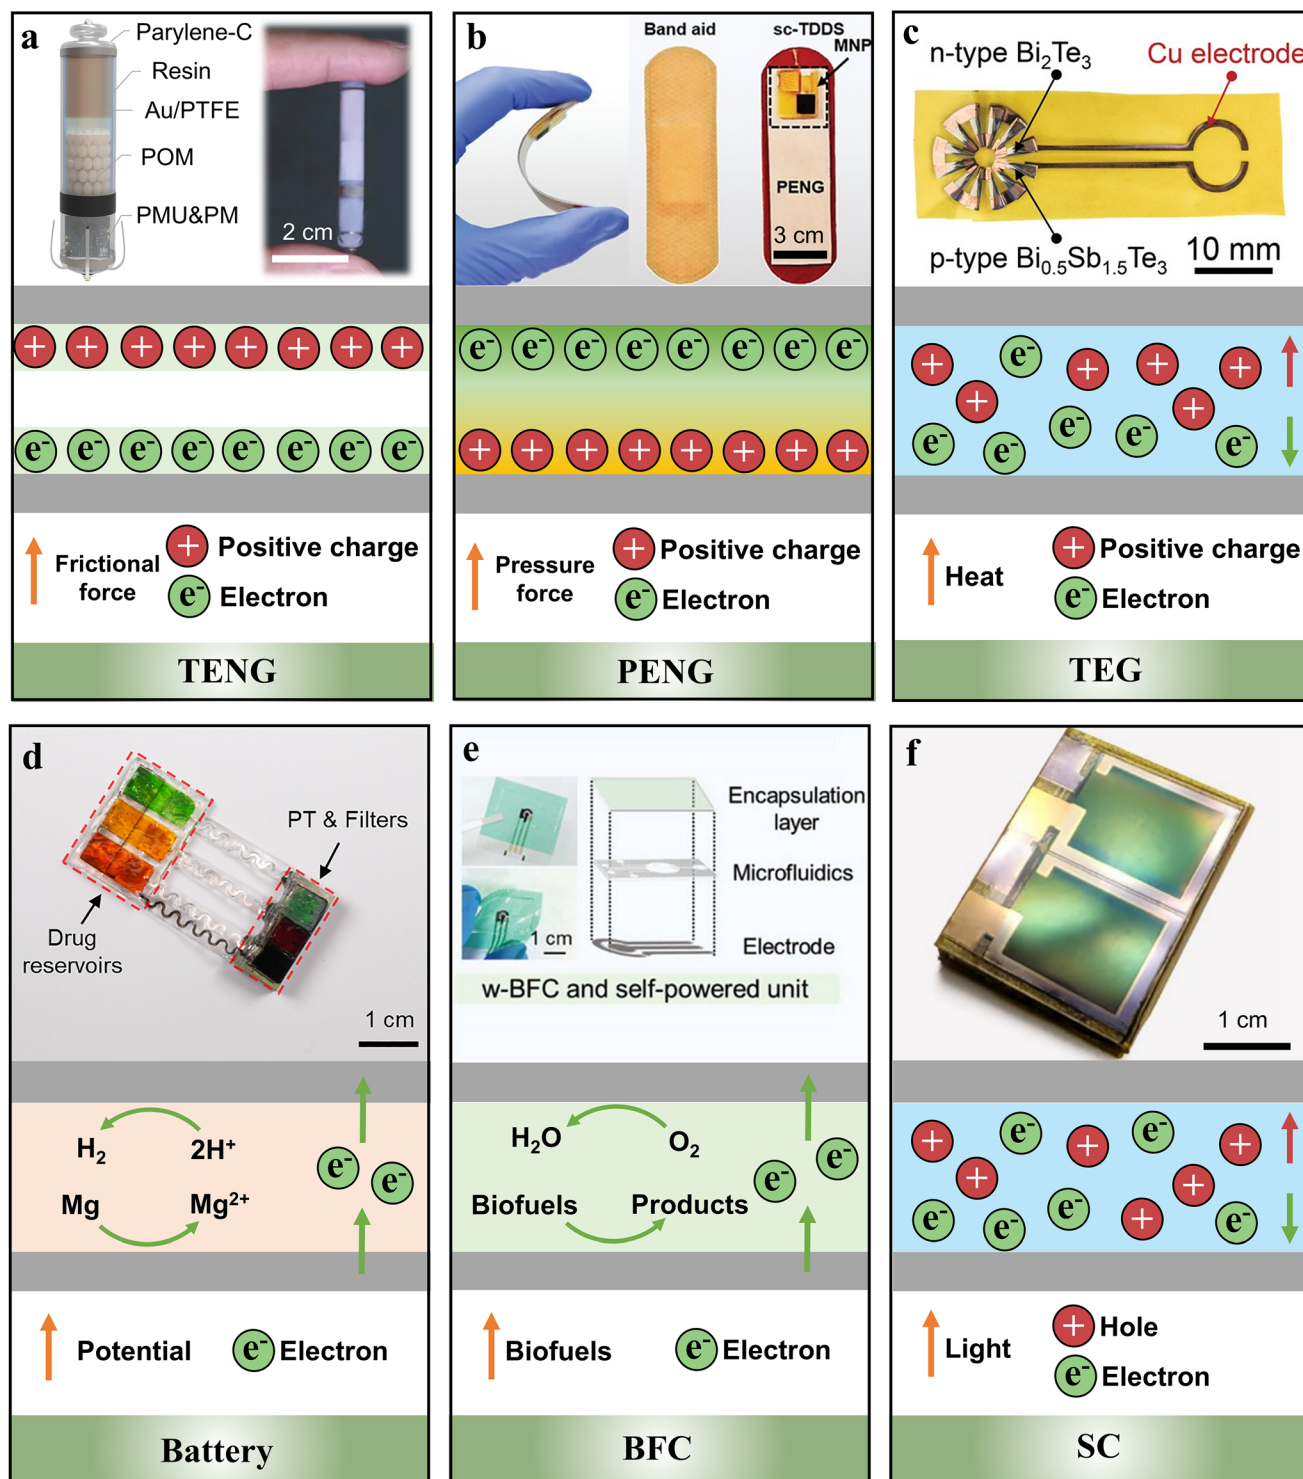 a
Parylene-C
Resin
Au/PTFE
POM
PMU&PM
2 cm
+ + + + + + + +
e- e- e- e- e- e- e- e-
Frictional
force
+ Positive charge
e- Electron
TENG
b
Band aid
sc-TDDS
MNP
PENG
3 cm
e- e- e- e- e- e- e- e-
+ + + + + + + +
Pressure
force
+ Positive charge
e- Electron
PENG
c
n-type Bi2Te3
Cu electrode
p-type Bi0.5Sb1.5Te3
10 mm
+ e- + + +
+ +
e- e- e- e- e-
Heat
+ Positive charge
e- Electron
TEG
d
PT & Filters
Drug
reservoirs
1 cm
H2 2H+
Mg Mg2+
e- e-
Potential
e- Electron
Battery
e
Encapsulation
layer
Microfluidics
Electrode
1 cm
w-BFC and self-powered unit
H2O O2
Biofuels Products
e- e-
Biofuels
e- Electron
BFC
f
1 cm
+ e- + e- +
+ +
e- e- e- + e-
Light
+ Hole
e- Electron
SC